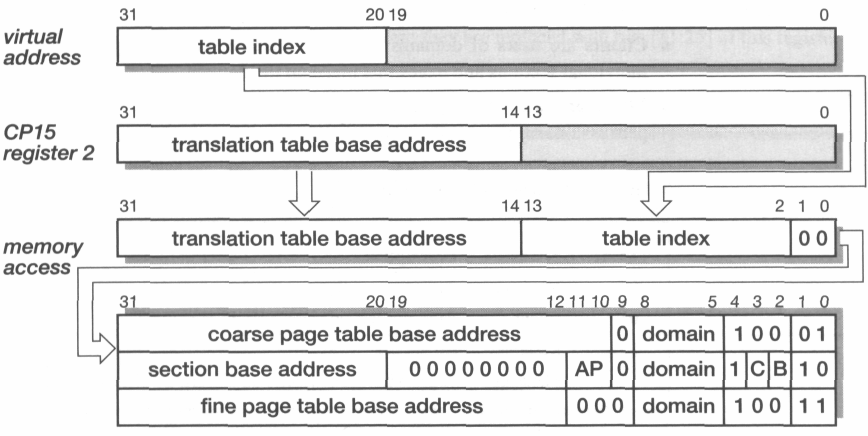 31 20 19 0
virtual address
table index
31 14 13 0
CP15 register 2
translation table base address
31 14 13 2 1 0
memory access
translation table base address table index 0 0
31 20 19 12 11 10 9 8 5 4 3 2 1 0
coarse page table base address 0 domain 1 0 0 0 1
section base address 0 0 0 0 0 0 0 0 AP 0 domain 1 C B 1 0
fine page table base address 0 0 0 domain 1 0 0 1 1